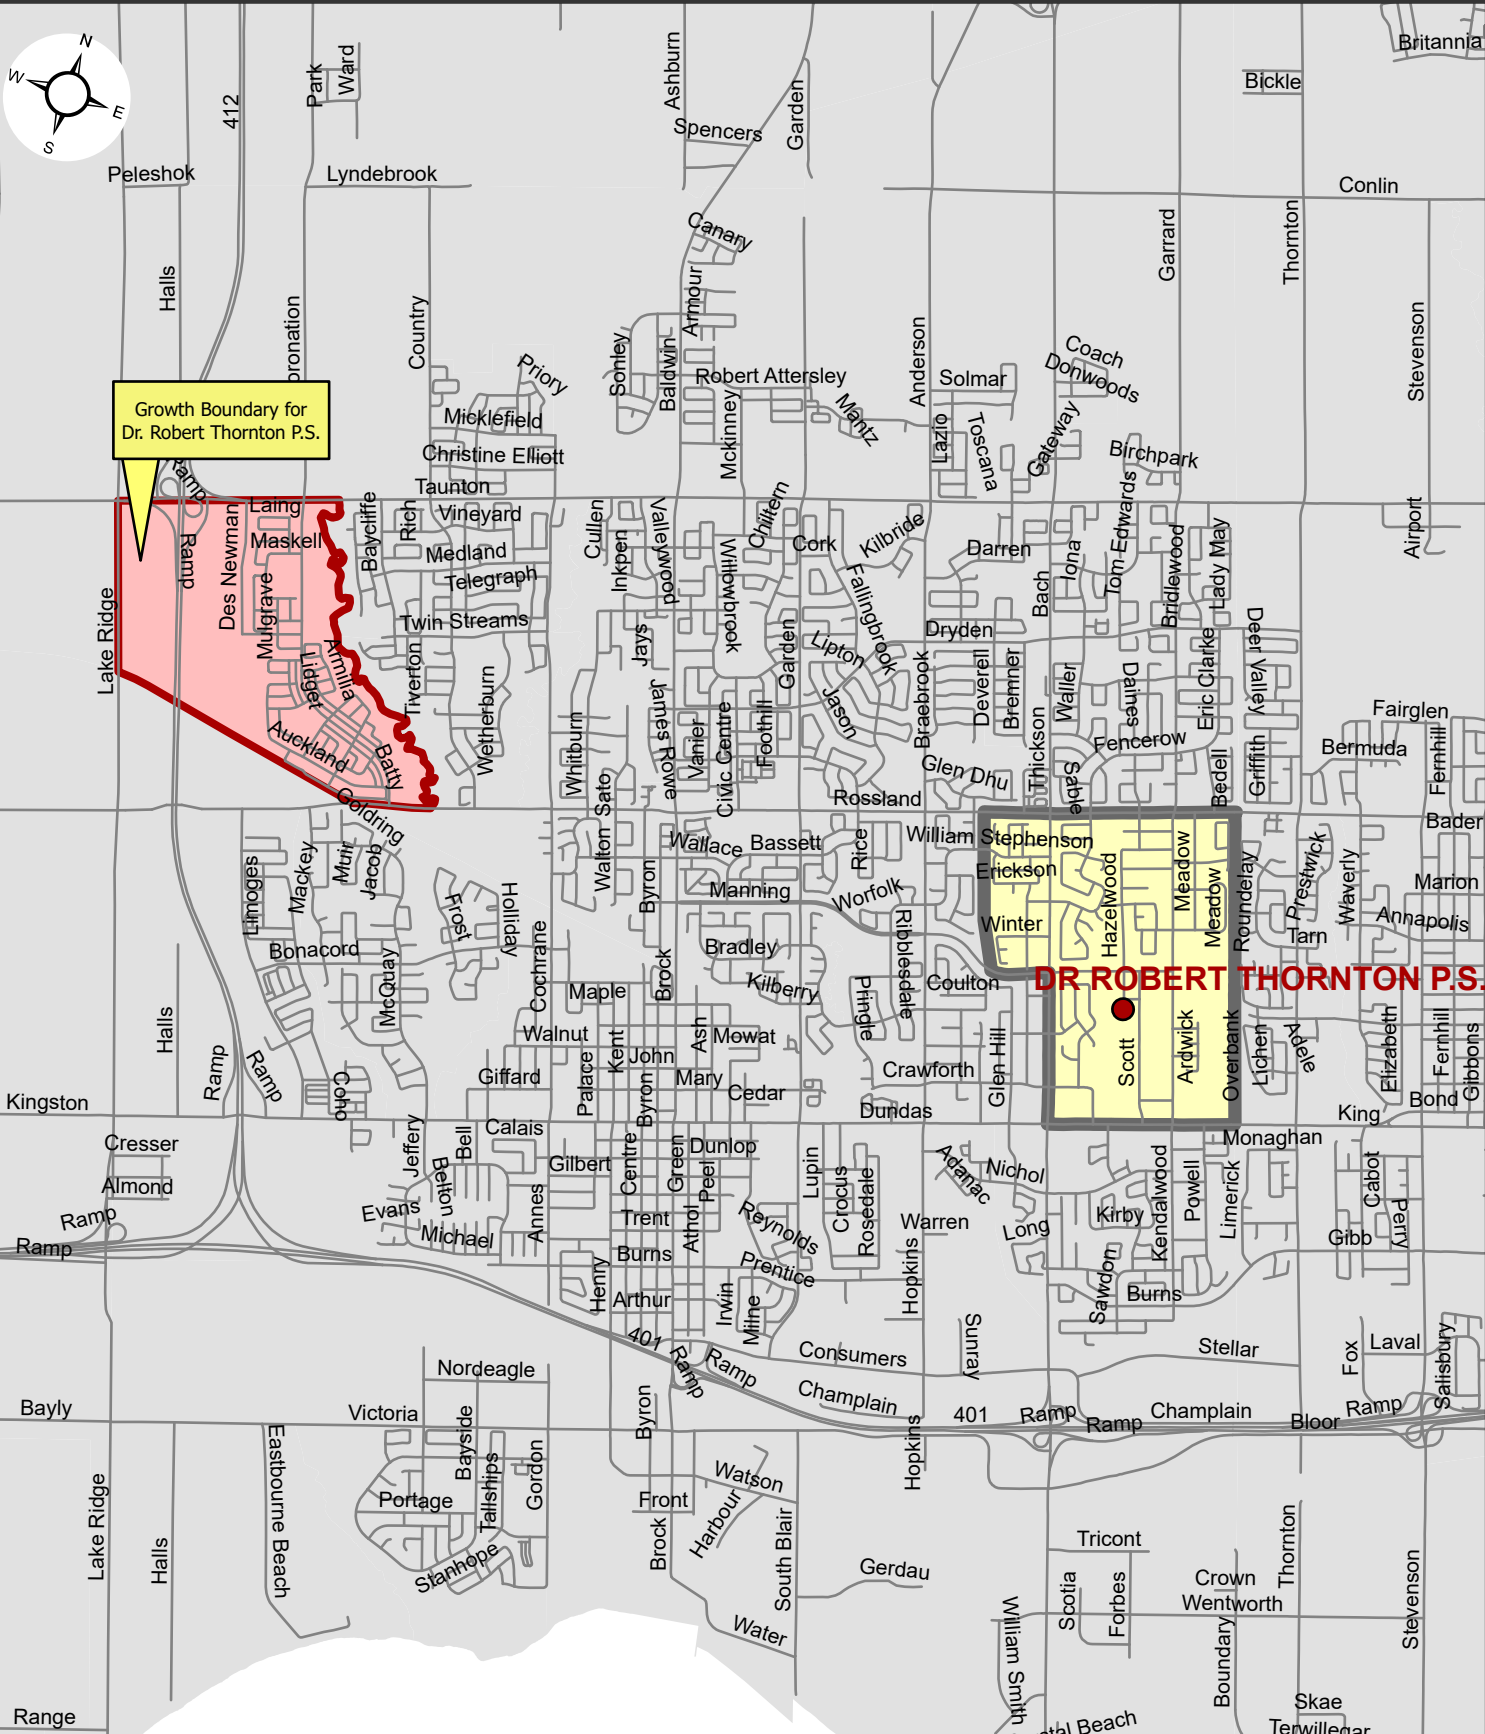 Britannia
N
W
E
S
412
Park
Ward
Ashburn
Garden
Spencers
Bickle
Peleshok
Lyndebrook
Conlin
Halls
Canary
Garrard
Thornton
oronation
Country
Armour
Sonley
Baldwin
Priory
Robert Attersley
Anderson
Solmar
Coach
Donwoods
Stevenson
Growth Boundary for
Dr. Robert Thornton P.S.
Micklefield
Mckinney
Mantz
Lazio
Toscana
Gateway
Birchpark
Christine Elliott
Ramp
Taunton
Laing
Baycliffe
Rich
Vineyard
Cullen
Inkpen
Valleywood
Chiltern
Cork
Kilbride
Darren
Iona
Tom Edwards
Bridlewood
Lady May
Airport
Maskell
Medland
Telegraph
Ramp
Des Newman
Mulgrave
Lake Ridge
Twin Streams
Willowbrook
Fallingbrook
Bach
Dryden
Jays
Garden
Lipton
Deer Valley
Armilla
Lidget
Tiverton
Wetherburn
James Rowe
Vanier
Civic Centre
Foothill
Jason
Braebrook
Deverell
Bremner
Waller
Daines
Eric Clarke
Fairglen
Auckland
Batty
Whitburn
Sato
Glen Dhu
Thickson
Sable
Fencerow
Bedell
Griffith
Bermuda
Fernhill
Goldring
Rossland
Bader
Limoges
Mackey
Muir
Jacob
Walton
Byron
Wallace
Bassett
Rice
William Stephenson
Erickson
Hazelwood
Meadow
Meadow
Roundelay
Prestwick
Waverly
Marion
Frost
Holliday
Manning
Worfolk
Winter
Annapolis
Tarn
Bonacord
McQuay
Cochrane
Brock
Bradley
Kilberry
Ribblesdale
Pringle
Coulton
DR ROBERT THORNTON P.S.
Maple
Halls
Ramp
Ramp
Walnut
Kent
Ash
Mowat
John
Giffard
Palace
Byron
Mary
Cedar
Crawforth
Glen Hill
Scott
Ardwick
Overbank
Lichen
Adele
Elizabeth
Fernhill
Gibbons
Kingston
Coho
Dundas
King
Bond
Cresser
Jeffery
Bell
Calais
Centre
Green
Dunlop
Monaghan
Almond
Belton
Gilbert
Peel
Lupin
Crocus
Rosedale
Adanac
Nichol
Kendalwood
Powell
Limerick
Cabot
Perry
Ramp
Evans
Annes
Trent
Athol
Reynolds
Warren
Kirby
Long
Gibb
Ramp
Michael
Burns
Prentice
Hopkins
Sawdon
Henry
Arthur
Irwin
Milne
Burns
401
Ramp
Ramp
Consumers
Sunray
Stellar
Fox
Laval
Salisbury
Nordeagle
Champlain
401
Ramp
Ramp
Champlain
Bloor
Ramp
Bayly
Victoria
Byron
Hopkins
Eastbourne Beach
Bayside
Tallships
Gordon
Watson
Lake Ridge
Portage
Front
Harbour
South Blair
Brock
Halls
Stanhope
Gerdau
Tricont
Thornton
Crown
Wentworth
Scotia
Forbes
Stevenson
Water
William Smith
Boundary
Skae
Range
tal Beach
Terwillegar